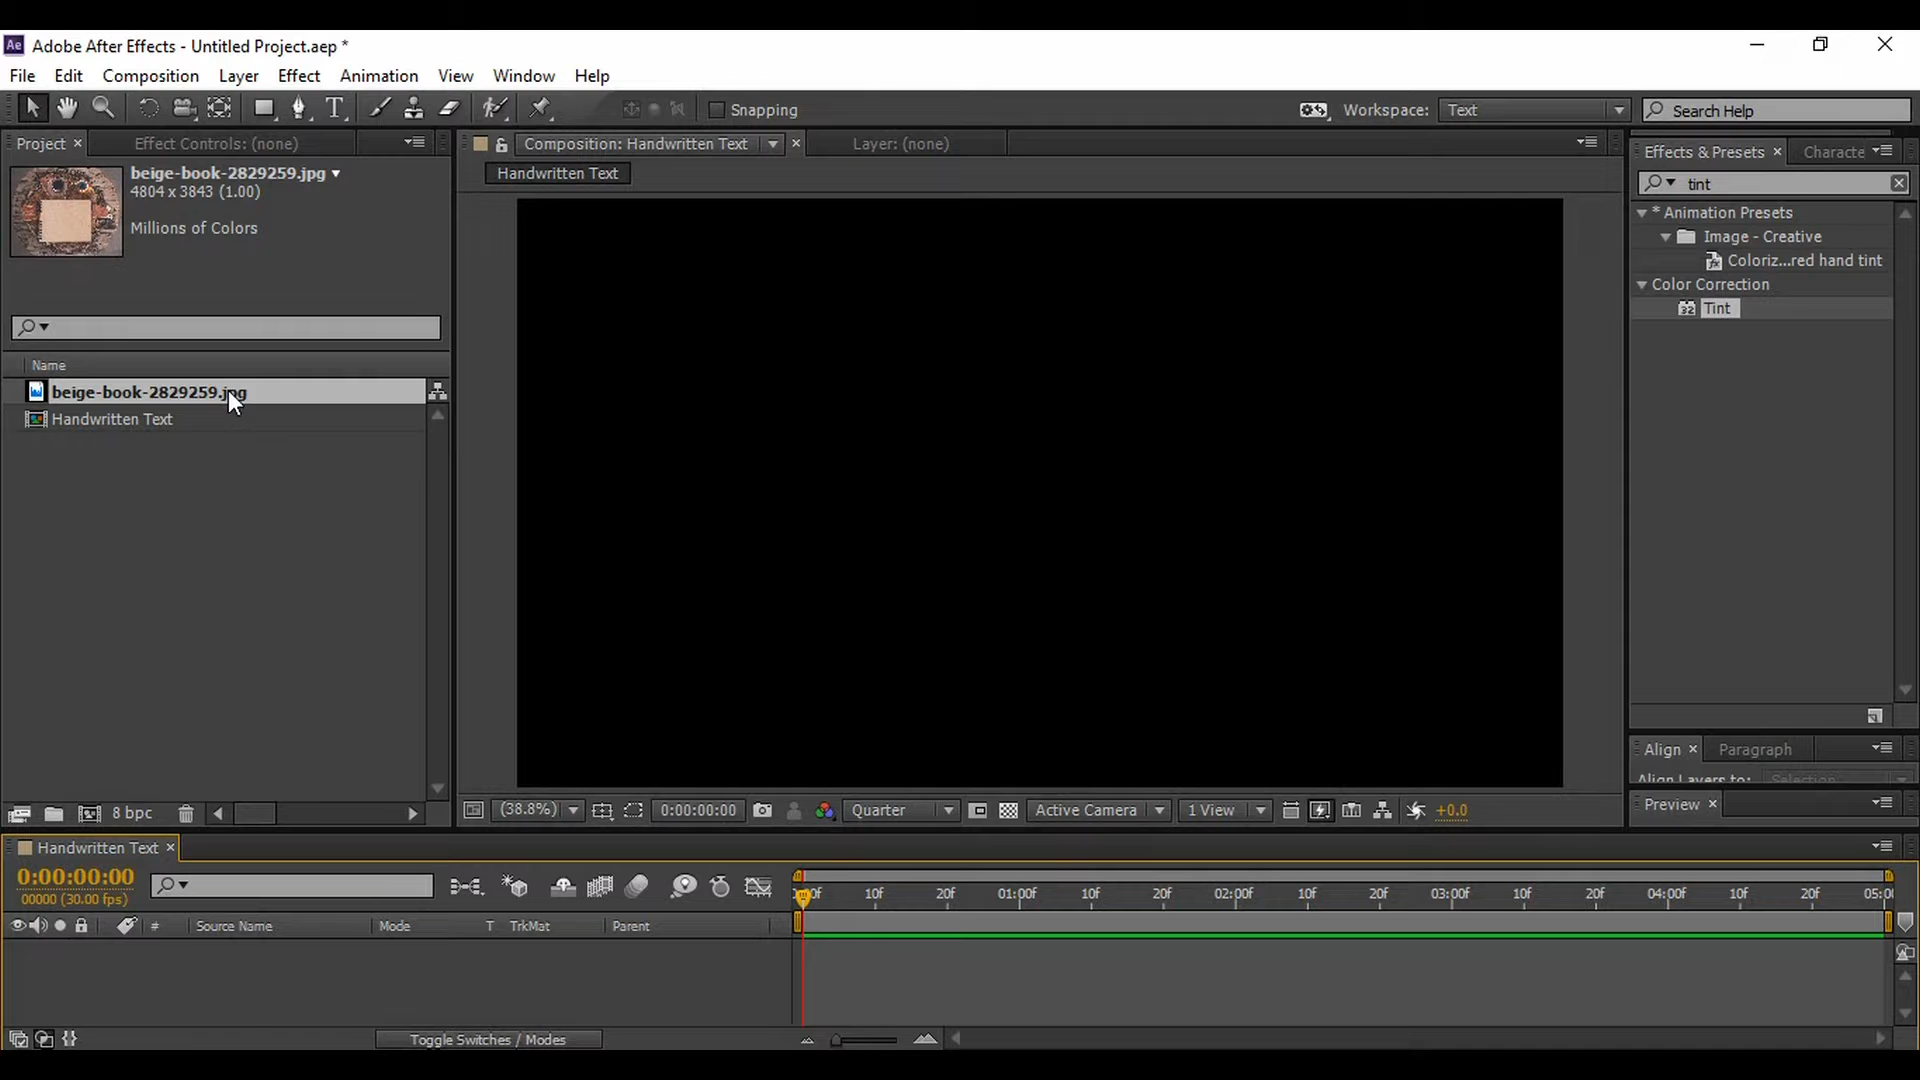 Ae Adobe After Effects - Untitled Project.aep *
File Edit Composition Layer Effect Animation View Window Help
T Snapping Workspace: Text Search Help
Project × Effect Controls: (none) Composition: Handwritten Text × Layer: (none) Effects & Presets × Characte
beige-book-2829259.jpg
4804 x 3843 (1.00)
Millions of Colors
Handwritten Text
tint
* Animation Presets
Image - Creative
Coloriz...red hand tint
Color Correction
32 Tint
Name
beige-book-2829259.jpg
Handwritten Text
Align × Paragraph
Align Layers to: Selection
Preview ×
8 bpc
(38.8%) 0:00:00:00 Quarter Active Camera 1 View +0.0
Handwritten Text ×
0:00:00:00
00000 (30.00 fps)
10f 20f 01:00f 10f 20f 02:00f 10f 20f 03:00f 10f 20f 04:00f 10f 20f
# Source Name Mode T TrkMat Parent
Toggle Switches / Modes